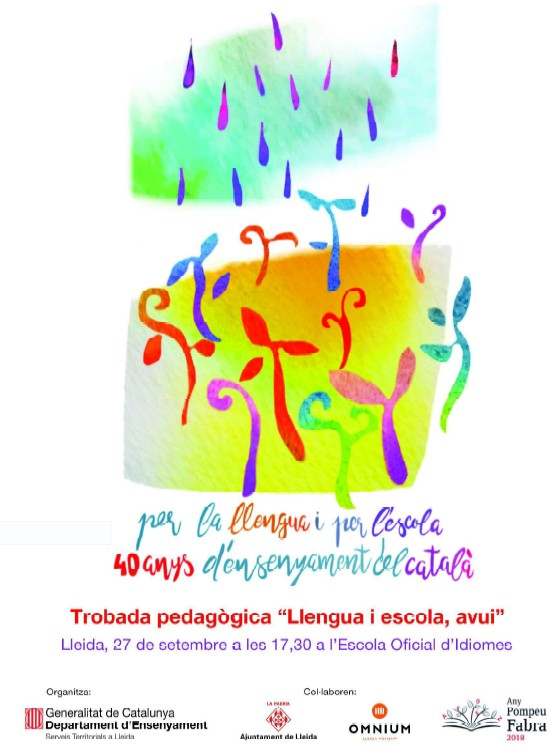 per la llengua i per l'escola
40 anys d'ensenyament del català
Trobada pedagògica “Llengua i escola, avui”
Lleida, 27 de setembre a les 17,30 a l'Escola Oficial d'Idiomes
Organitza:
Col·laboren:
Generalitat de Catalunya
Departament d'Ensenyament
Serveis Territorials a Lleida
LA PAERIA
Ajuntament de Lleida
ÒMNIUM
Any
Pompeu
Fabra
2018